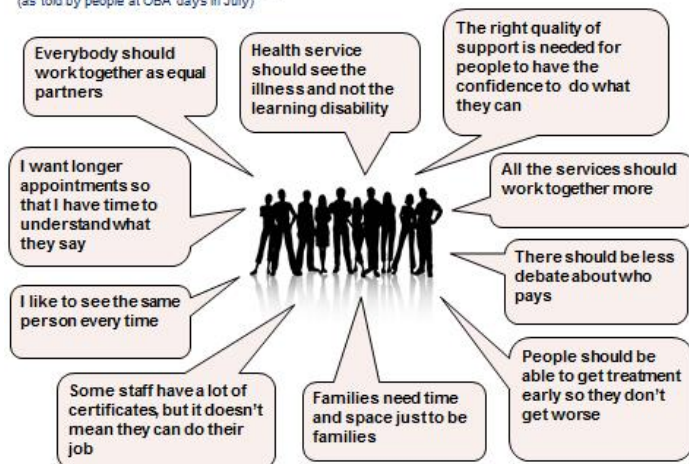 (as told by people at OBA days in July)
Everybody should
work together as equal
partners
Health service
should see the
illness and not the
learning disability
The right quality of
support is needed for
people to have the
confidence to do what
they can
I want longer
appointments so
that I have time to
understand what
they say
All the services should
work together more
There should be less
debate about who
pays
I like to see the same
person every time
People should be
able to get treatment
early so they don't
get worse
Some staff have a lot of
certificates, but it doesn't
mean they can do their
job
Families need time
and space just to be
families